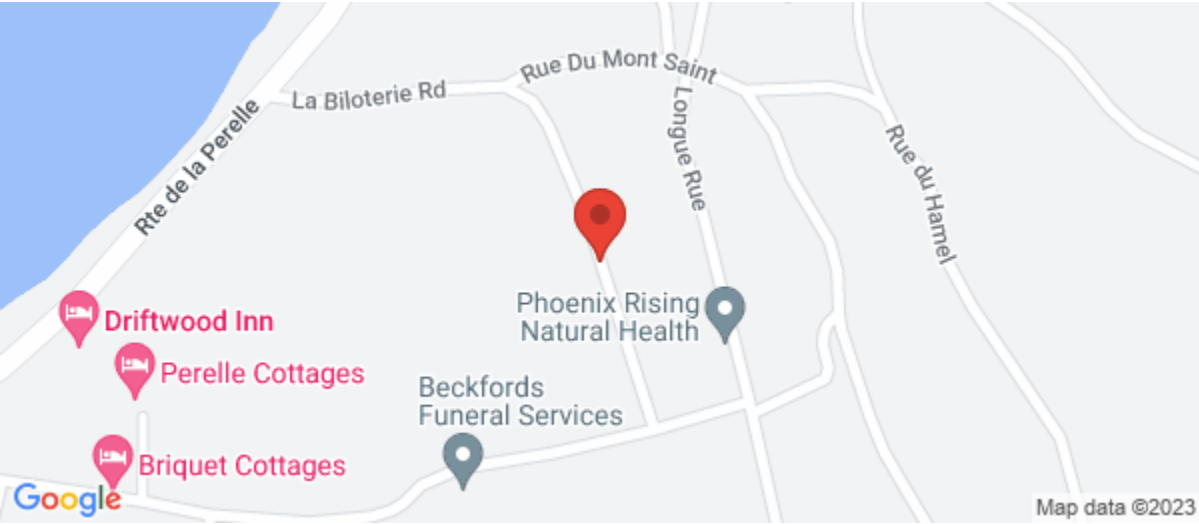 Rue Du Mont Saint
La Biloterie Rd
Rte de la Perelle
Longue Rue
Rue du Hamel
Phoenix Rising
Natural Health
Driftwood Inn
Perelle Cottages
Beckfords
Funeral Services
Briquet Cottages
Google
Map data ©2023